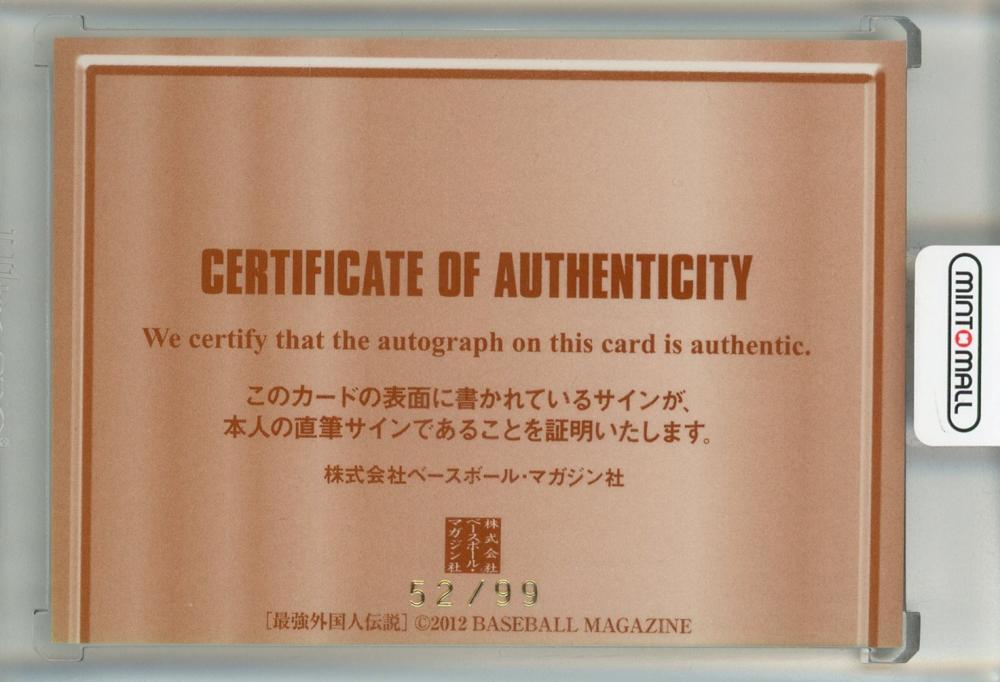 CERTIFICATE OF AUTHENTICITY
We certify that the autograph on this card is authentic.
このカードの表面に書かれているサインが、
本人の直筆サインであることを証明いたします。
株式会社ベースボール・マガジン社
株式会社
ベースボール・
マガジン社
52/99
[最強外国人伝説] ©2012 BASEBALL MAGAZINE
MINT MALL